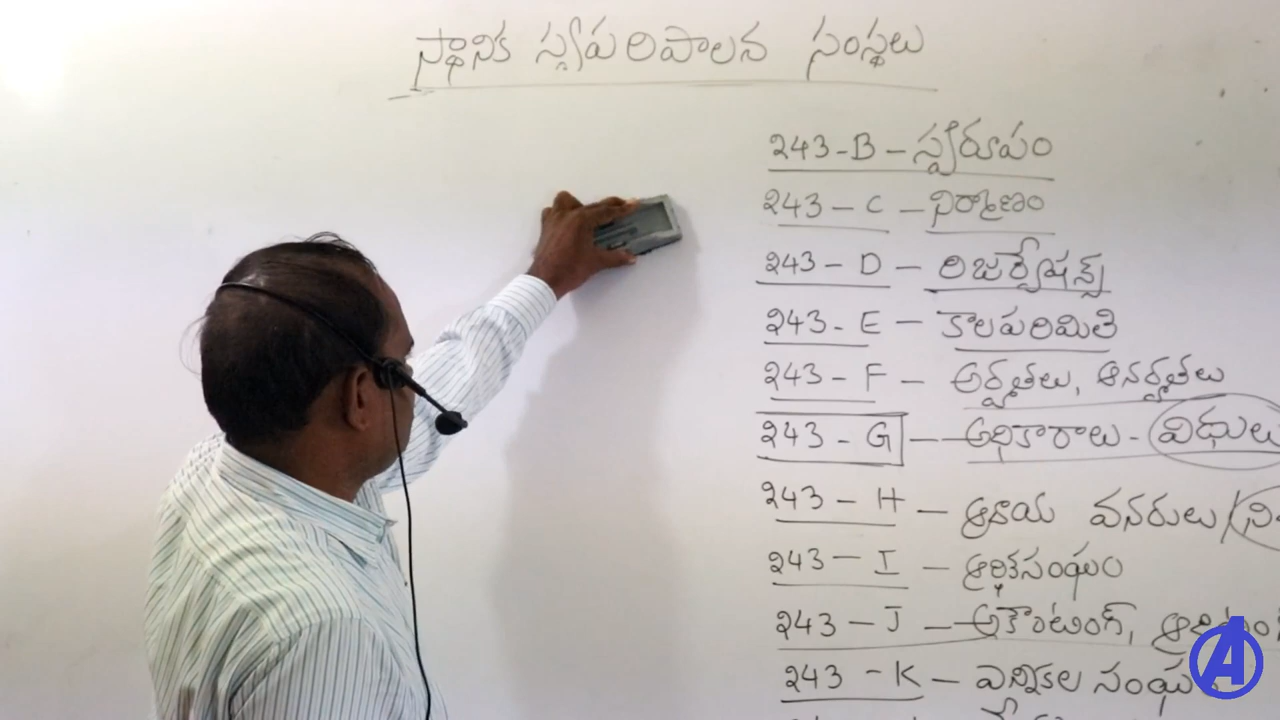 స్థానిక స్వపరిపాలన సంస్థలు
243-B - స్వరూపం
243 - C - నిర్మాణం
243 - D - రిజర్వేషన్స్
243 - E - కాలపరిమితి
243 - F - అర్హతలు, అనర్హతలు
243 - G - అధికారాలు - విధులు
243 - H - ఆదాయ వనరులు /
243 - I - ఆర్థికసంఘం
243 - J - అకౌంటింగ్,
243 - K - ఎన్నికల సంఘ